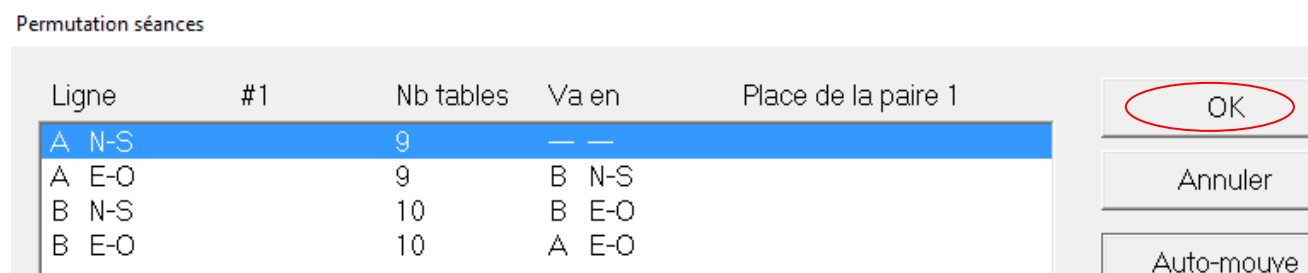 Permutation séances
Ligne #1 Nb tables Va en Place de la paire 1
OK
A N-S 9 — —
A E-O 9 B N-S
Annuler
B N-S 10 B E-O
B E-O 10 A E-O
Auto-mouve